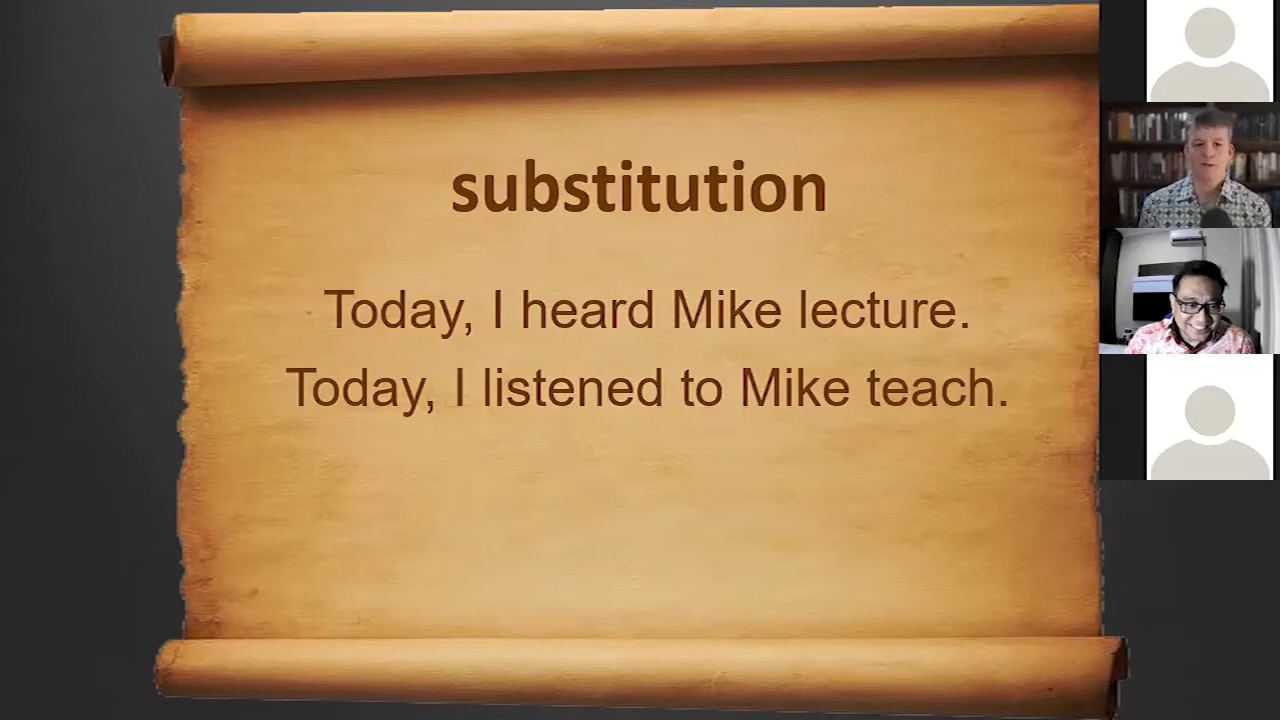 substitution
Today, I heard Mike lecture.
Today, I listened to Mike teach.